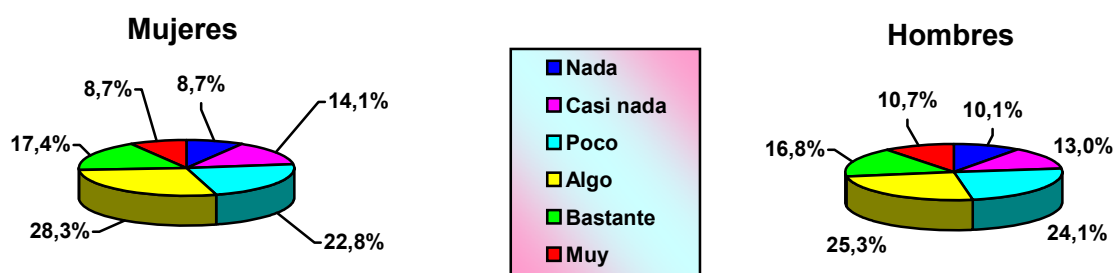 Mujeres
8,7%
8,7%
14,1%
17,4%
28,3%
22,8%
Nada
Casi nada
Poco
Algo
Bastante
Muy
Hombres
10,7%
10,1%
13,0%
16,8%
25,3%
24,1%